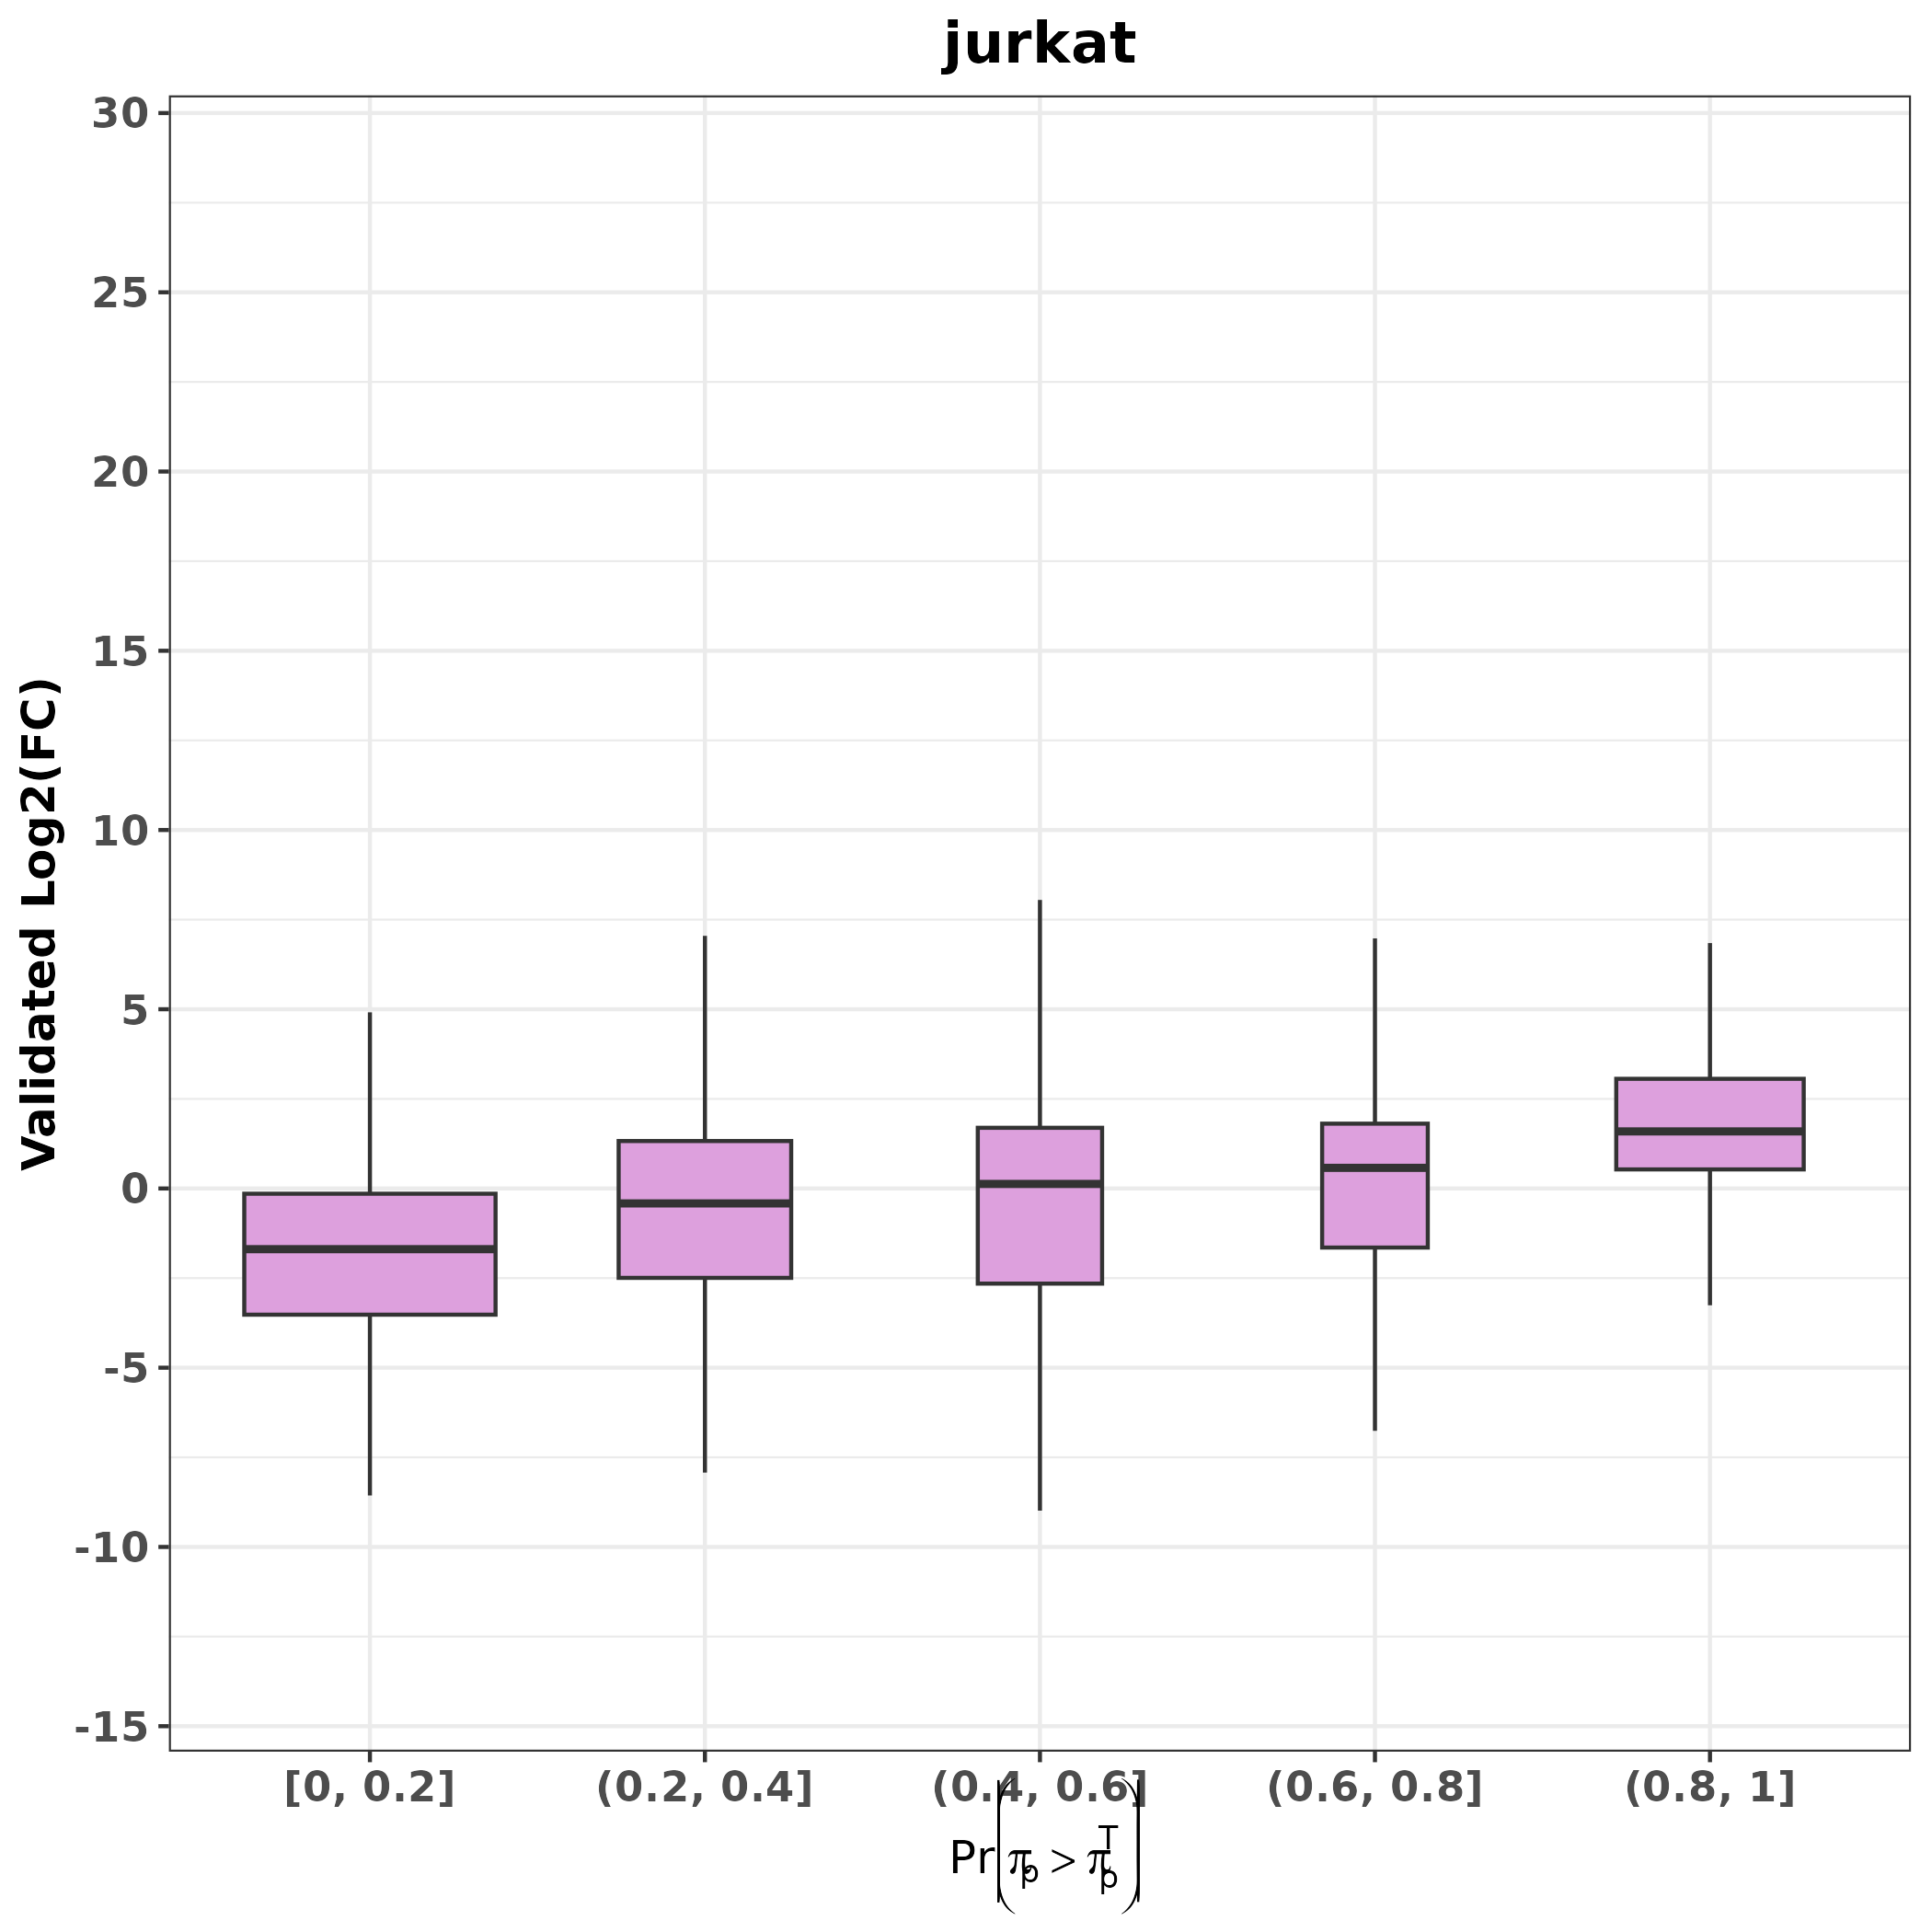 jurkat
Validated Log2(FC)
30
25
20
15
10
5
0
-5
-10
-15
[0, 0.2] (0.2, 0.4] (0.4, 0.6] (0.6, 0.8] (0.8, 1]
Pr(πp > πpT)